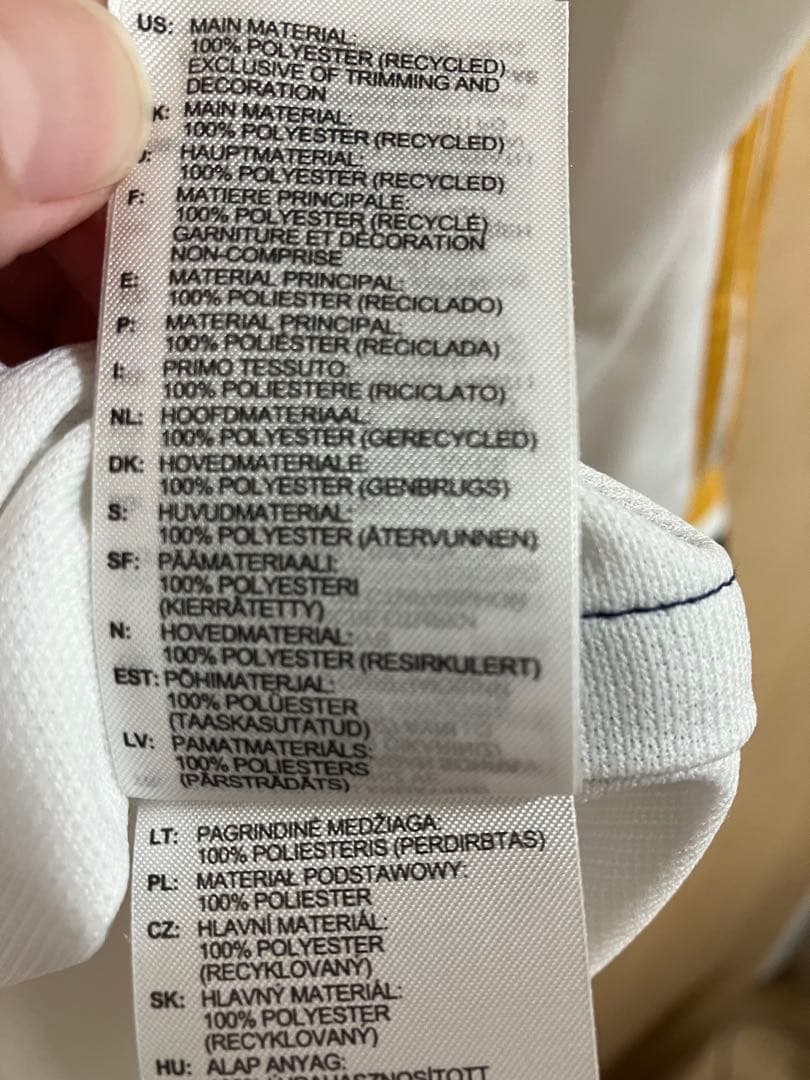 US: MAIN MATERIAL:
100% POLYESTER (RECYCLED)
EXCLUSIVE OF TRIMMING AND
DECORATION
K: MAIN MATERIAL:
100% POLYESTER (RECYCLED)
: HAUPTMATERIAL:
100% POLYESTER (RECYCLED)
F: MATIERE PRINCIPALE:
100% POLYESTER (RECYCLÉ)
GARNITURE ET DÉCORATION
NON-COMPRISE
E: MATERIAL PRINCIPAL:
100% POLIESTER (RECICLADO)
P: MATERIAL PRINCIPAL:
100% POLIÉSTER (RECICLADA)
I: PRIMO TESSUTO:
100% POLIESTERE (RICICLATO)
NL: HOOFDMATERIAAL:
100% POLYESTER (GERECYCLED)
DK: HOVEDMATERIALE:
100% POLYESTER (GENBRUGS)
S: HUVUDMATERIAL:
100% POLYESTER (ÅTERVUNNEN)
SF: PÄÄMATERIAALI:
100% POLYESTERI
(KIERRÄTETTY)
N: HOVEDMATERIAL:
100% POLYESTER (RESIRKULERT)
EST: PÕHIMATERJAL:
100% POLÜESTER
(TAASKASUTATUD)
LV: PAMATMATERIĀLS:
100% POLIESTERS
(PĀRSTRĀDĀTS)
LT: PAGRINDINĖ MEDŽIAGA:
100% POLIESTERIS (PERDIRBTAS)
PL: MATERIAŁ PODSTAWOWY:
100% POLIESTER
CZ: HLAVNÍ MATERIÁL:
100% POLYESTER
(RECYKLOVANÝ)
SK: HLAVNÝ MATERIÁL:
100% POLYESTER
(RECYKLOVANÝ)
HU: ALAP ANYAG: